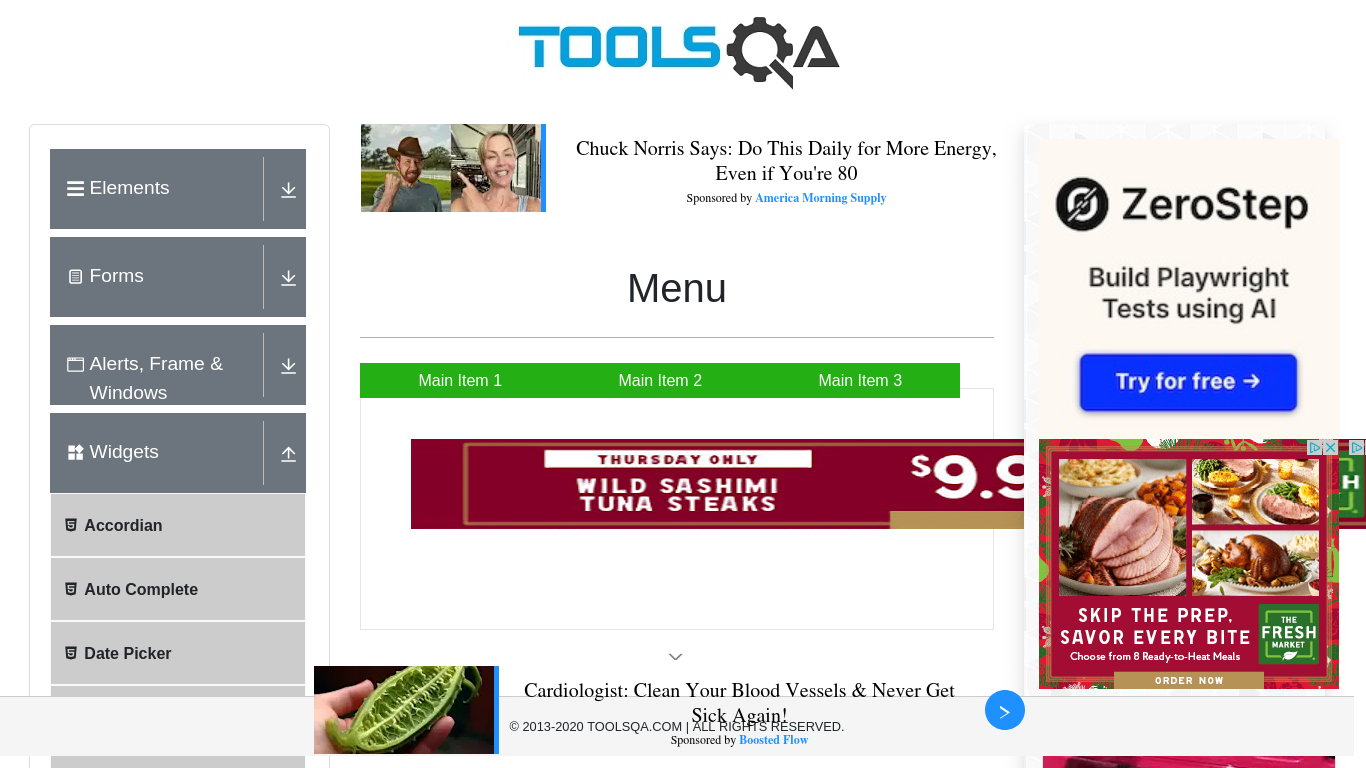 TOOLSQA
Elements
Forms
Alerts, Frame &
Windows
Widgets
Accordian
Auto Complete
Date Picker
Chuck Norris Says: Do This Daily for More Energy,
Even if You're 80
Sponsored by America Morning Supply
Menu
Main Item 1
Main Item 2
Main Item 3
THURSDAY ONLY
WILD SASHIMI
TUNA STEAKS
$9.9
ZeroStep
Build Playwright
Tests using AI
Try for free →
SKIP THE PREP,
SAVOR EVERY BITE
Choose from 8 Ready-to-Heat Meals
THE
FRESH
MARKET
ORDER NOW
Cardiologist: Clean Your Blood Vessels & Never Get
Sick Again!
Sponsored by Boosted Flow
© 2013-2020 TOOLSQA.COM | ALL RIGHTS RESERVED.